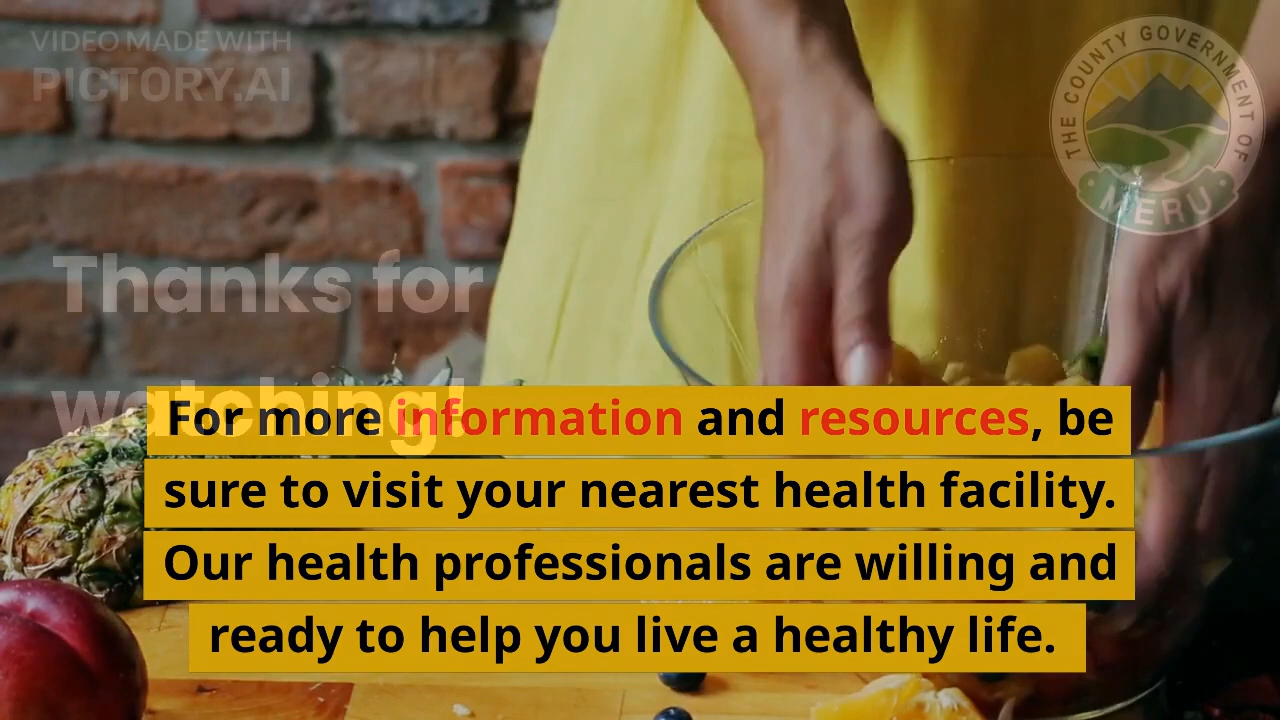 VIDEO MADE WITH
PICTORY.AI
THE COUNTY GOVERNMENT OF
MERU
Thanks for
watching!
For more information and resources, be
sure to visit your nearest health facility.
Our health professionals are willing and
ready to help you live a healthy life.